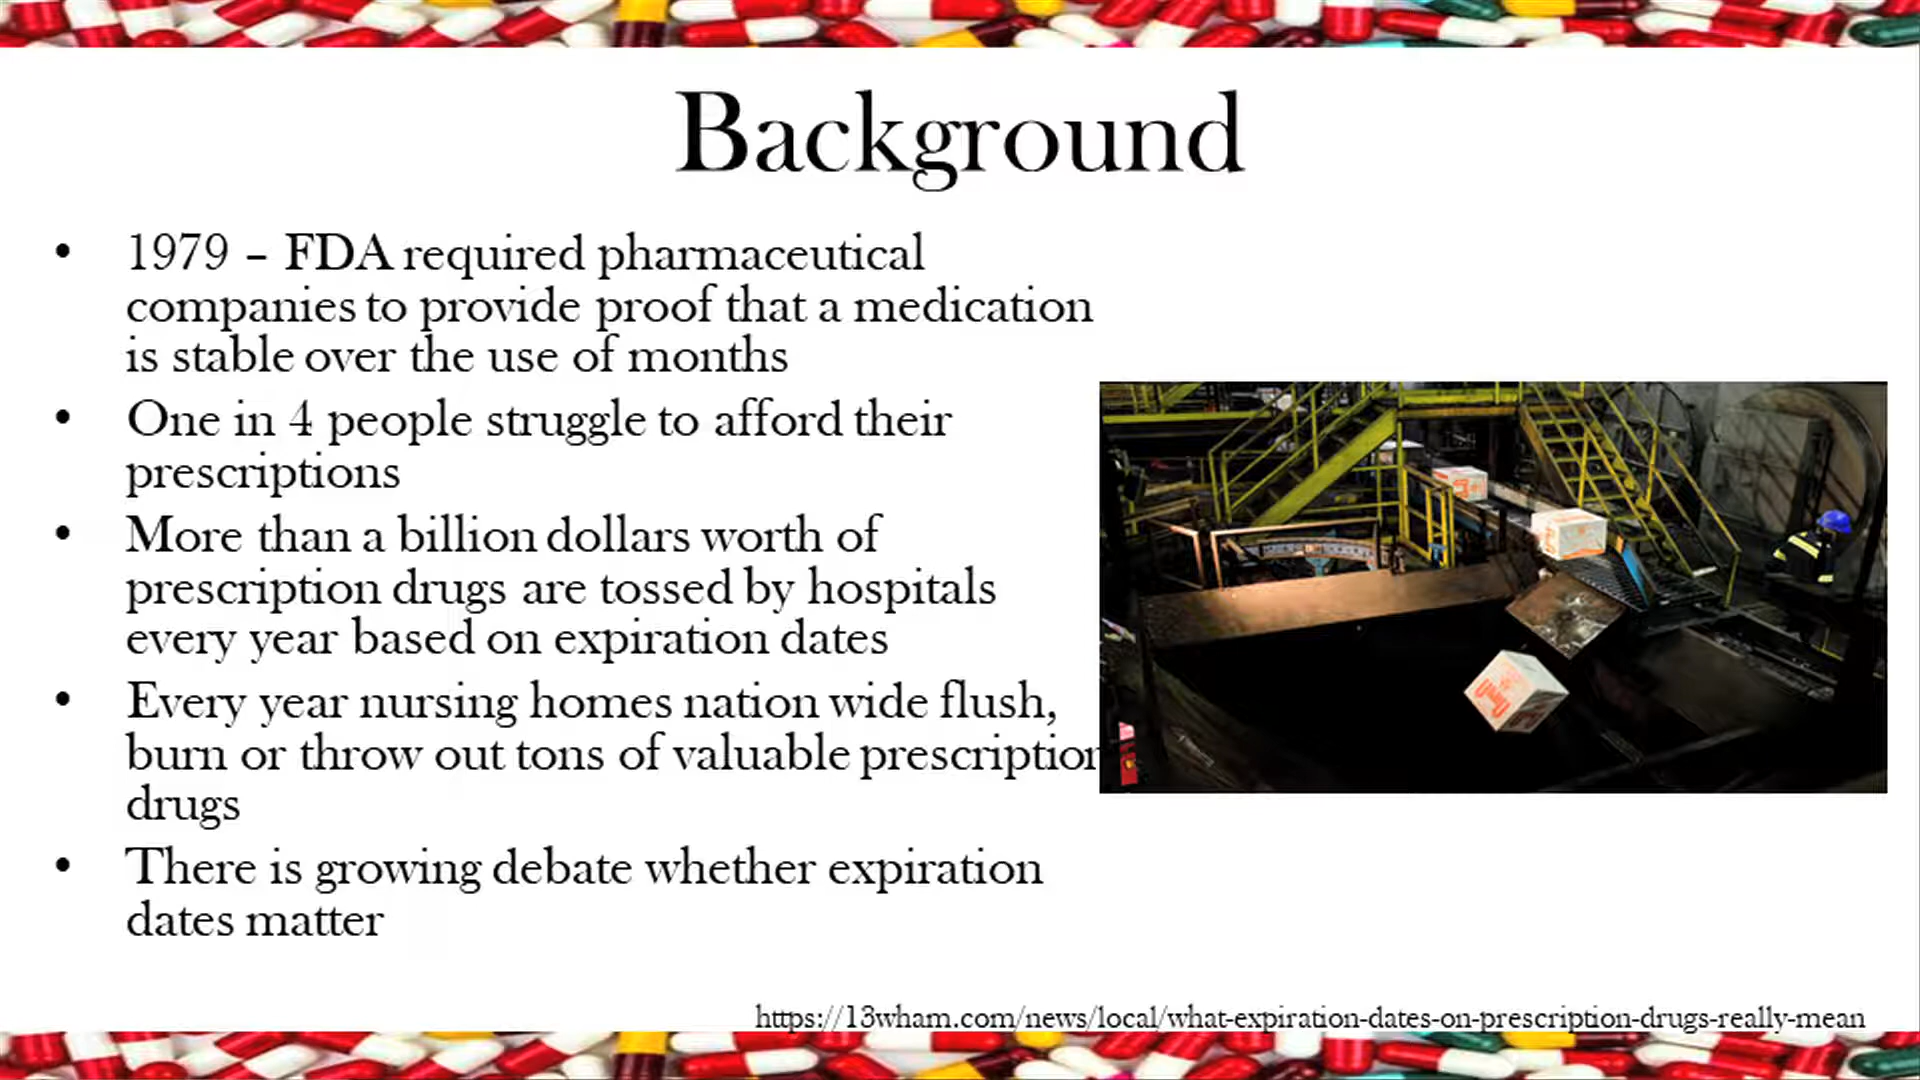 Background
• 1979 – FDA required pharmaceutical
companies to provide proof that a medication
is stable over the use of months
• One in 4 people struggle to afford their
prescriptions
• More than a billion dollars worth of
prescription drugs are tossed by hospitals
every year based on expiration dates
• Every year nursing homes nation wide flush,
burn or throw out tons of valuable prescription
drugs
• There is growing debate whether expiration
dates matter
https://13wham.com/news/local/what-expiration-dates-on-prescription-drugs-really-mean